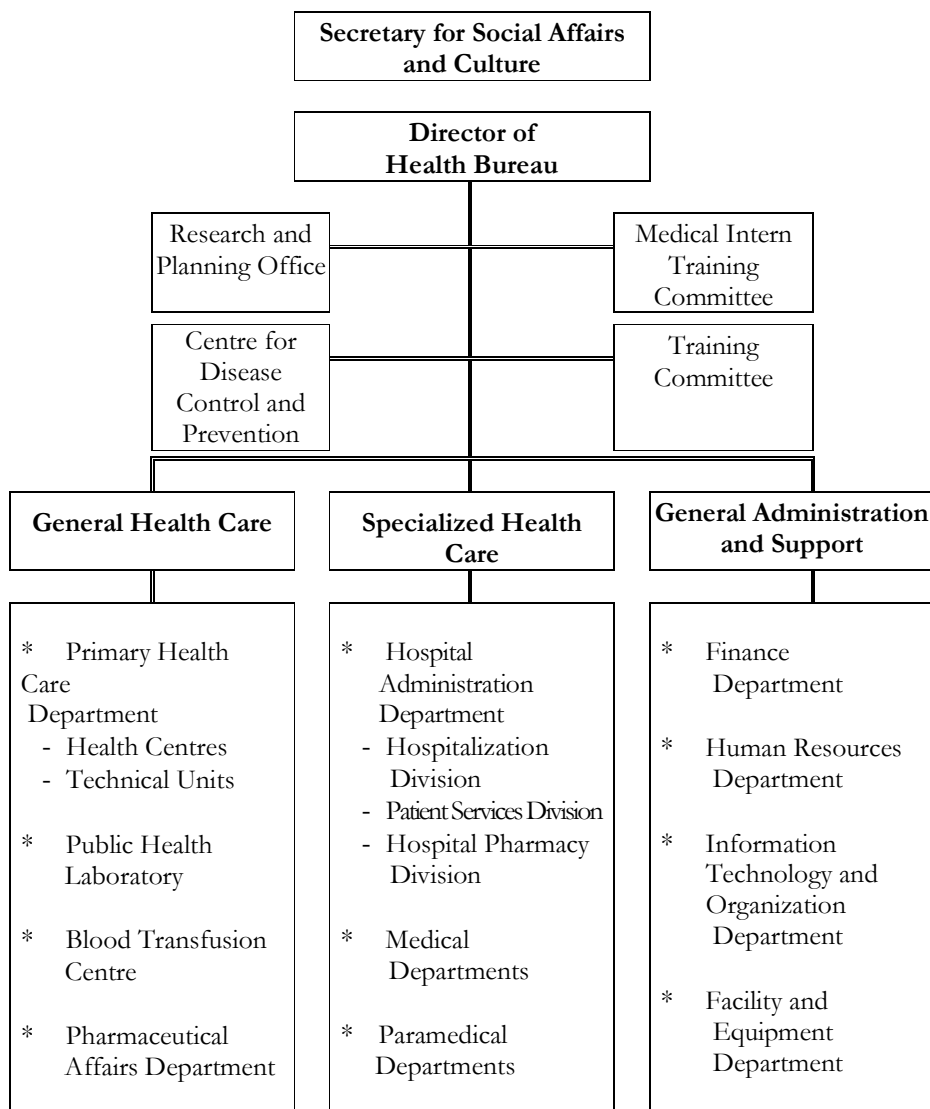 Secretary for Social Affairs
and Culture
Director of
Health Bureau
Research and
Planning Office
Medical Intern
Training
Committee
Centre for
Disease
Control and
Prevention
Training
Committee
General Health Care
Specialized Health
Care
General Administration
and Support
* Primary Health
Care
Department
- Health Centres
- Technical Units
* Public Health
Laboratory
* Blood Transfusion
Centre
* Pharmaceutical
Affairs Department
* Hospital
Administration
Department
- Hospitalization
Division
- Patient Services Division
- Hospital Pharmacy
Division
* Medical
Departments
* Paramedical
Departments
* Finance
Department
* Human Resources
Department
* Information
Technology and
Organization
Department
* Facility and
Equipment
Department